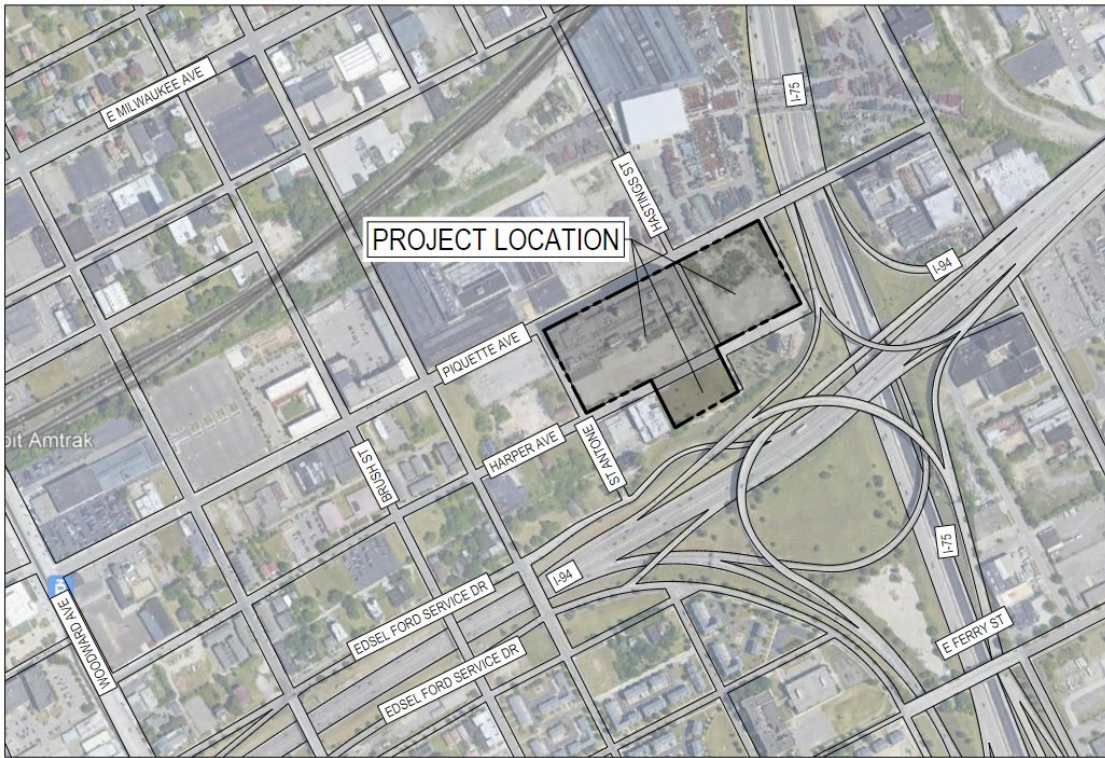 E MILWAUKEE AVE
I-75
HASTINGS ST
PROJECT LOCATION
I-94
PIQUETTE AVE
oit Amtrak
HARPER AVE
ST ANTONE
BRUSH ST
I-75
I-94
EDSEL FORD SERVICE DR
WOODWARD AVE
E FERRY ST
EDSEL FORD SERVICE DR